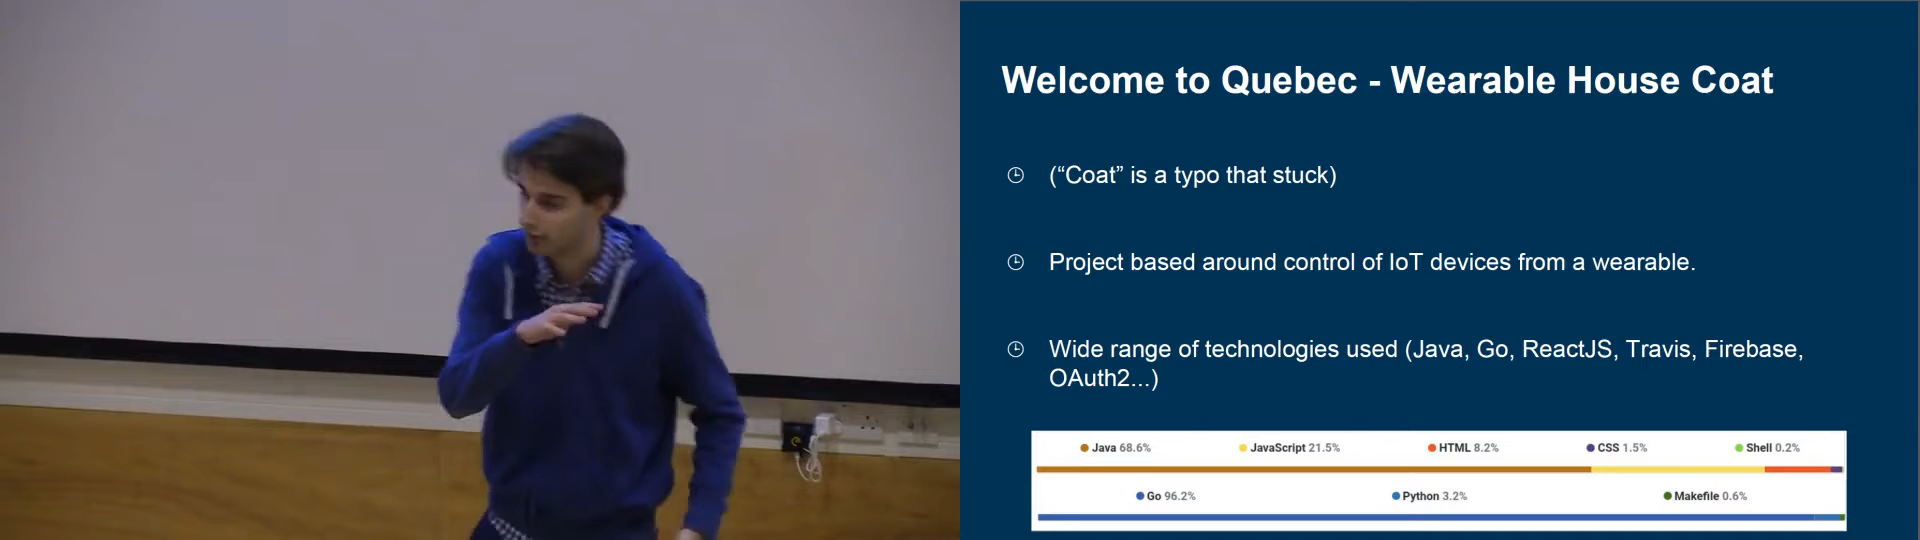 Welcome to Quebec - Wearable House Coat
(“Coat” is a typo that stuck)
Project based around control of IoT devices from a wearable.
Wide range of technologies used (Java, Go, ReactJS, Travis, Firebase,
OAuth2...)
Java 68.6% JavaScript 21.5% HTML 8.2% CSS 1.5% Shell 0.2%
Go 96.2% Python 3.2% Makefile 0.6%